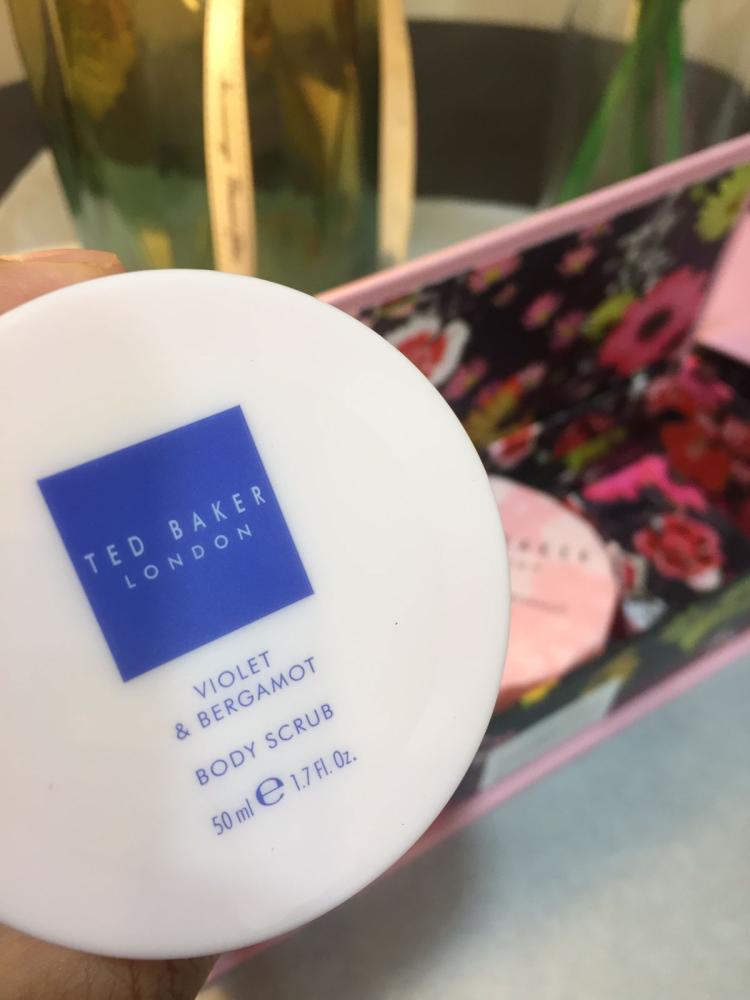 TED BAKER
LONDON
VIOLET
& BERGAMOT
BODY SCRUB
50 ml e 1.7 Fl. Oz.